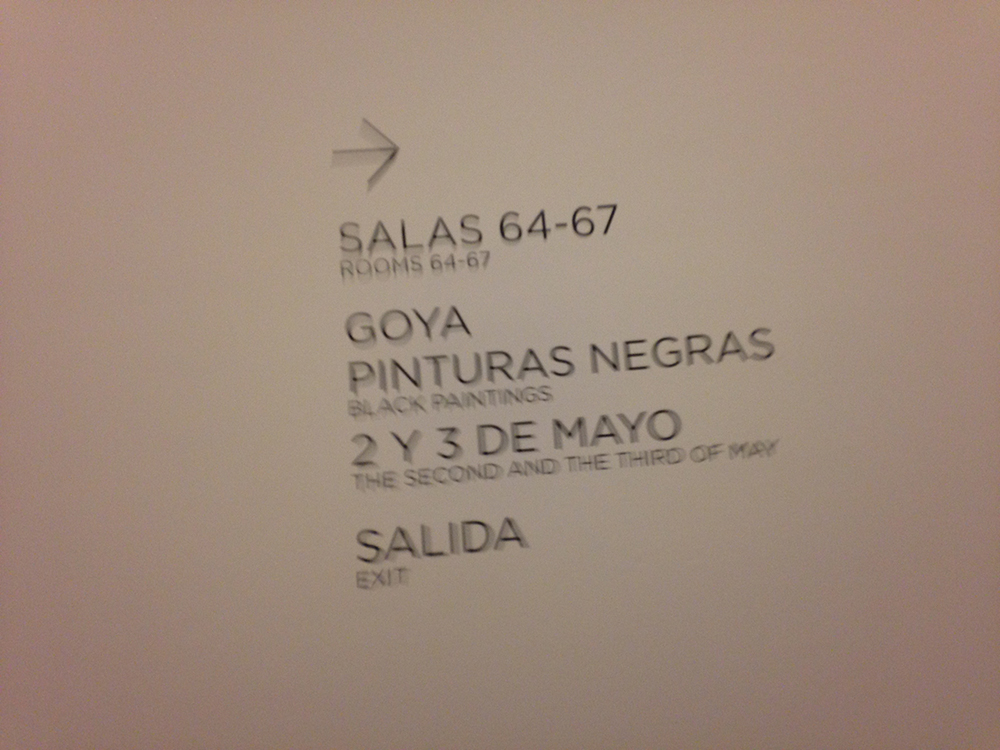 SALAS 64-67
ROOMS 64-67
GOYA
PINTURAS NEGRAS
BLACK PAINTINGS
2 Y 3 DE MAYO
THE SECOND AND THE THIRD OF MAY
SALIDA
EXIT